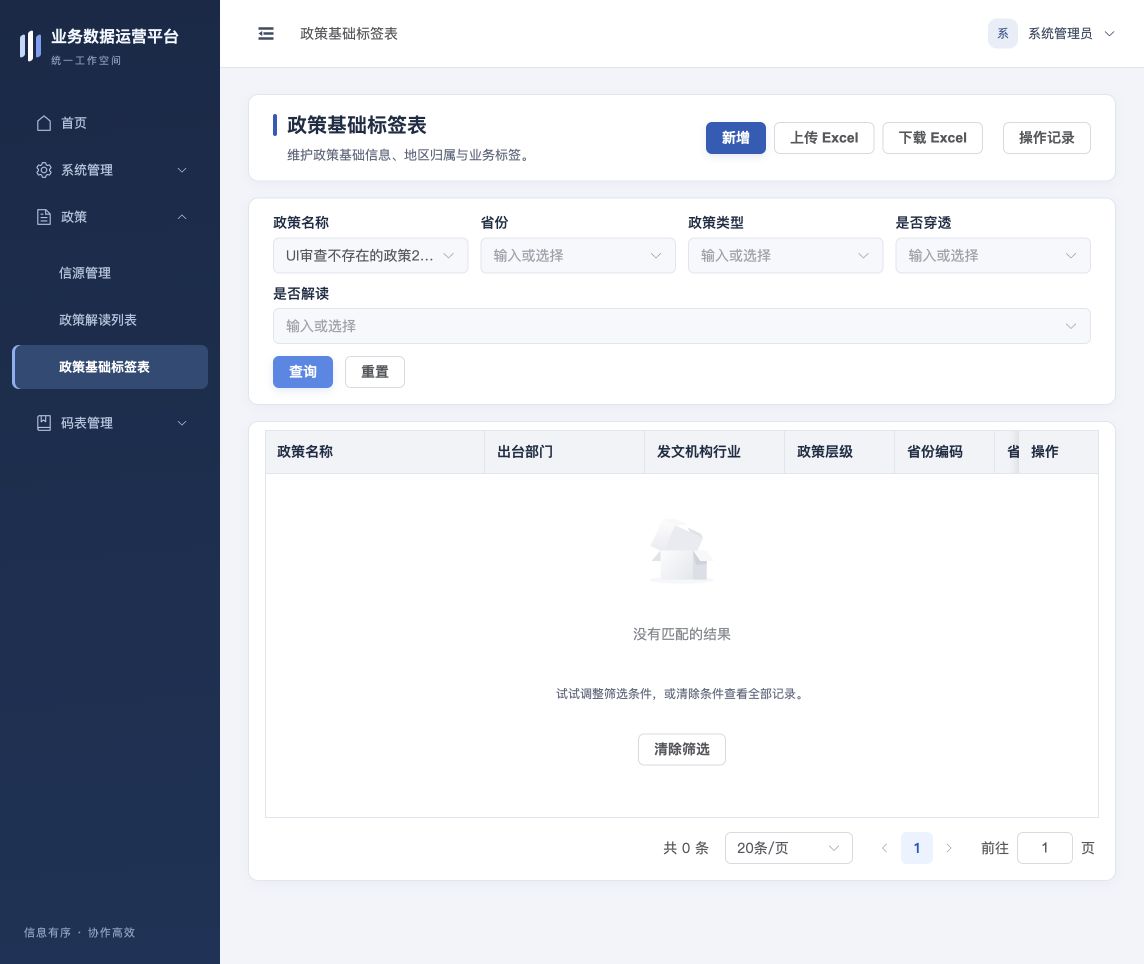 业务数据运营平台
统一工作空间
首页
系统管理
政策
信源管理
政策解读列表
政策基础标签表
码表管理
信息有序 · 协作高效
政策基础标签表
系 系统管理员
政策基础标签表
维护政策基础信息、地区归属与业务标签。
新增 上传 Excel 下载 Excel 操作记录
政策名称 省份 政策类型 是否穿透
UI审查不存在的政策2... 输入或选择 输入或选择 输入或选择
是否解读
输入或选择
查询 重置
政策名称 出台部门 发文机构行业 政策层级 省份编码 省 操作
没有匹配的结果
试试调整筛选条件，或清除条件查看全部记录。
清除筛选
共 0 条 20条/页 1 前往 1 页